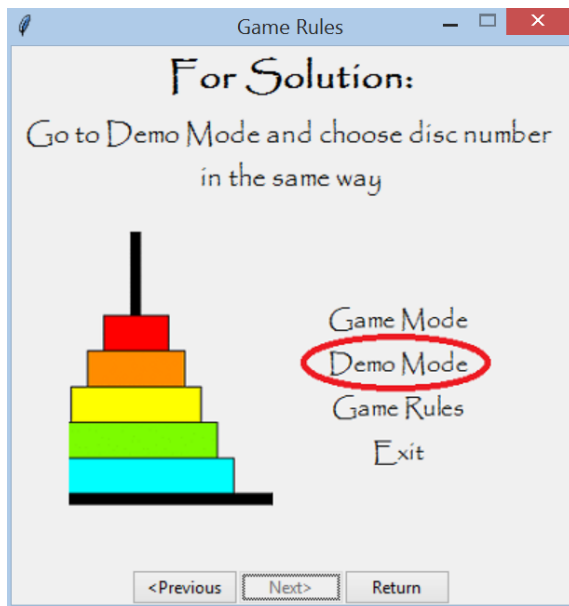 Game Rules
For Solution:
Go to Demo Mode and choose disc number
in the same way
Game Mode
Demo Mode
Game Rules
Exit
<Previous
Next>
Return